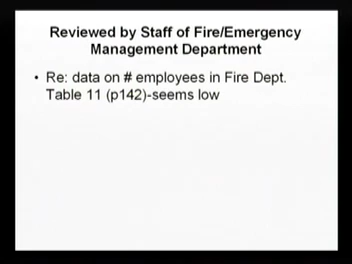 Reviewed by Staff of Fire/Emergency
Management Department
• Re: data on # employees in Fire Dept.
Table 11 (p142)-seems low